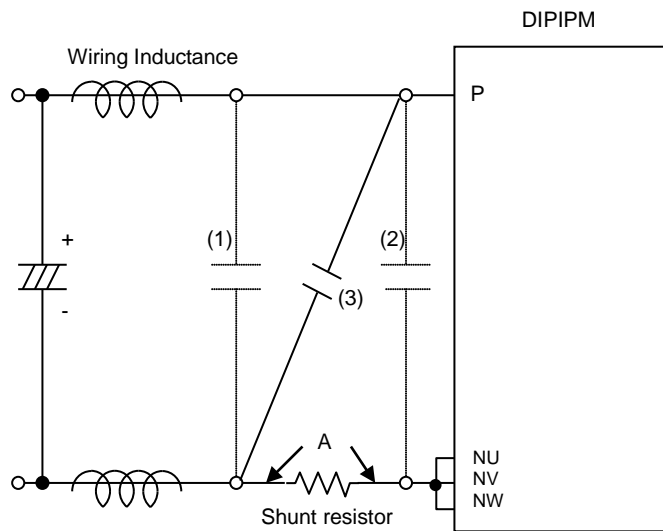 DIPIPM
Wiring Inductance
P
+
(1)
(2)
(3)
-
A
NU
NV
NW
Shunt resistor